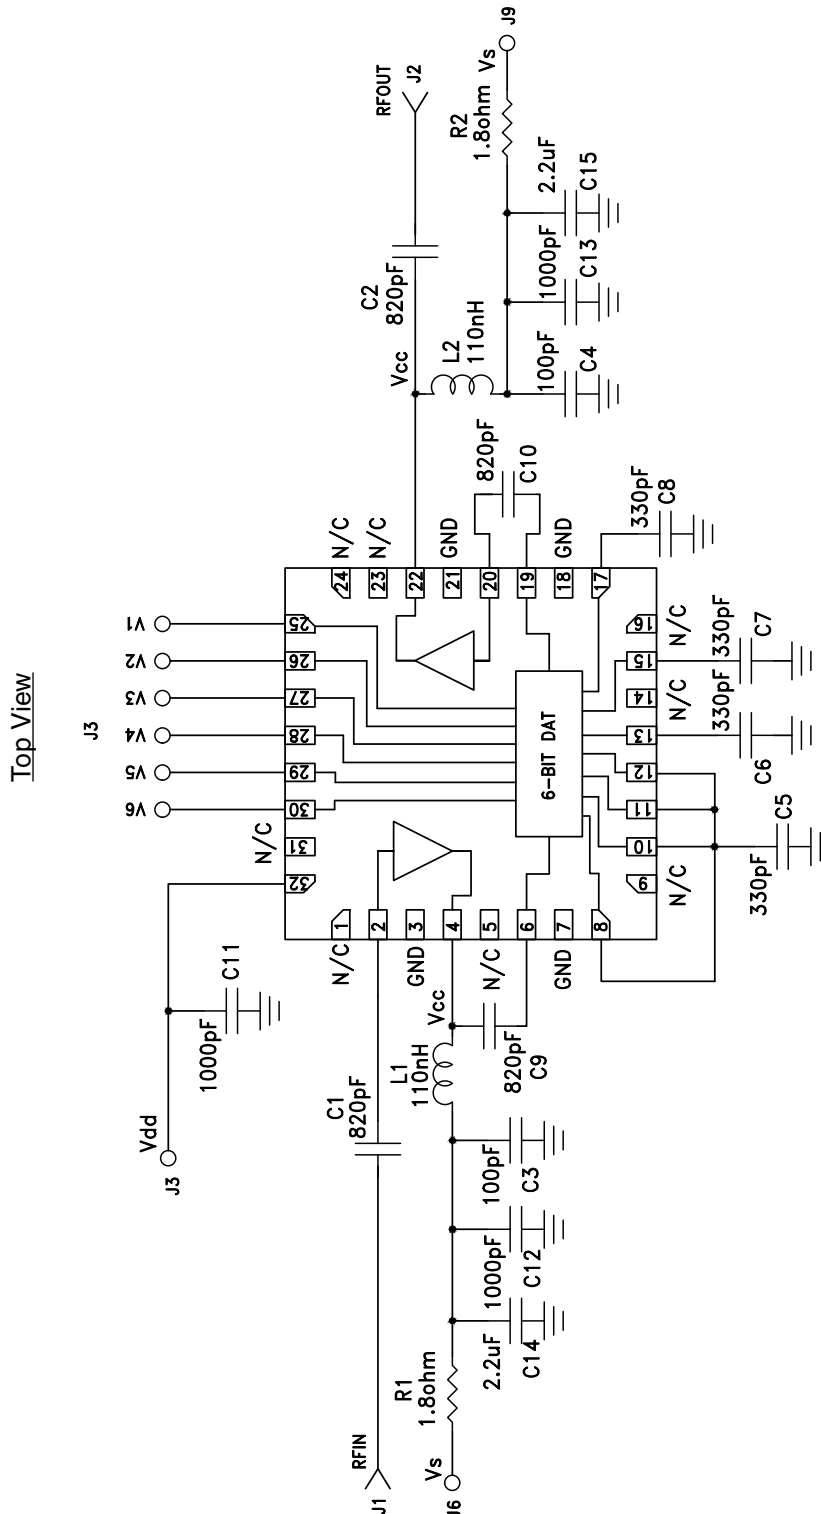 Top View
J3
V6
V5
V4
V3
V2
V1
Vdd
J3
1000pF
C11
N/C
32
31
30
29
28
27
26
25
N/C
1
2
GND
3
4
N/C
5
6
GND
7
8
24
N/C
23
N/C
22
21
GND
20
19
18
GND
17
9
N/C
10
11
12
13
14
N/C
15
16
N/C
6-BIT DAT
RFIN
J1
C1
820pF
Vs
J6
R1
1.8ohm
2.2uF
C14
1000pF
C12
100pF
C3
L1
110nH
Vcc
820pF
C9
330pF
C5
330pF
C6
330pF
C7
330pF
C8
820pF
C10
Vcc
C2
820pF
RFOUT
J2
L2
110nH
100pF
C4
1000pF
C13
2.2uF
C15
R2
1.8ohm
Vs
J9